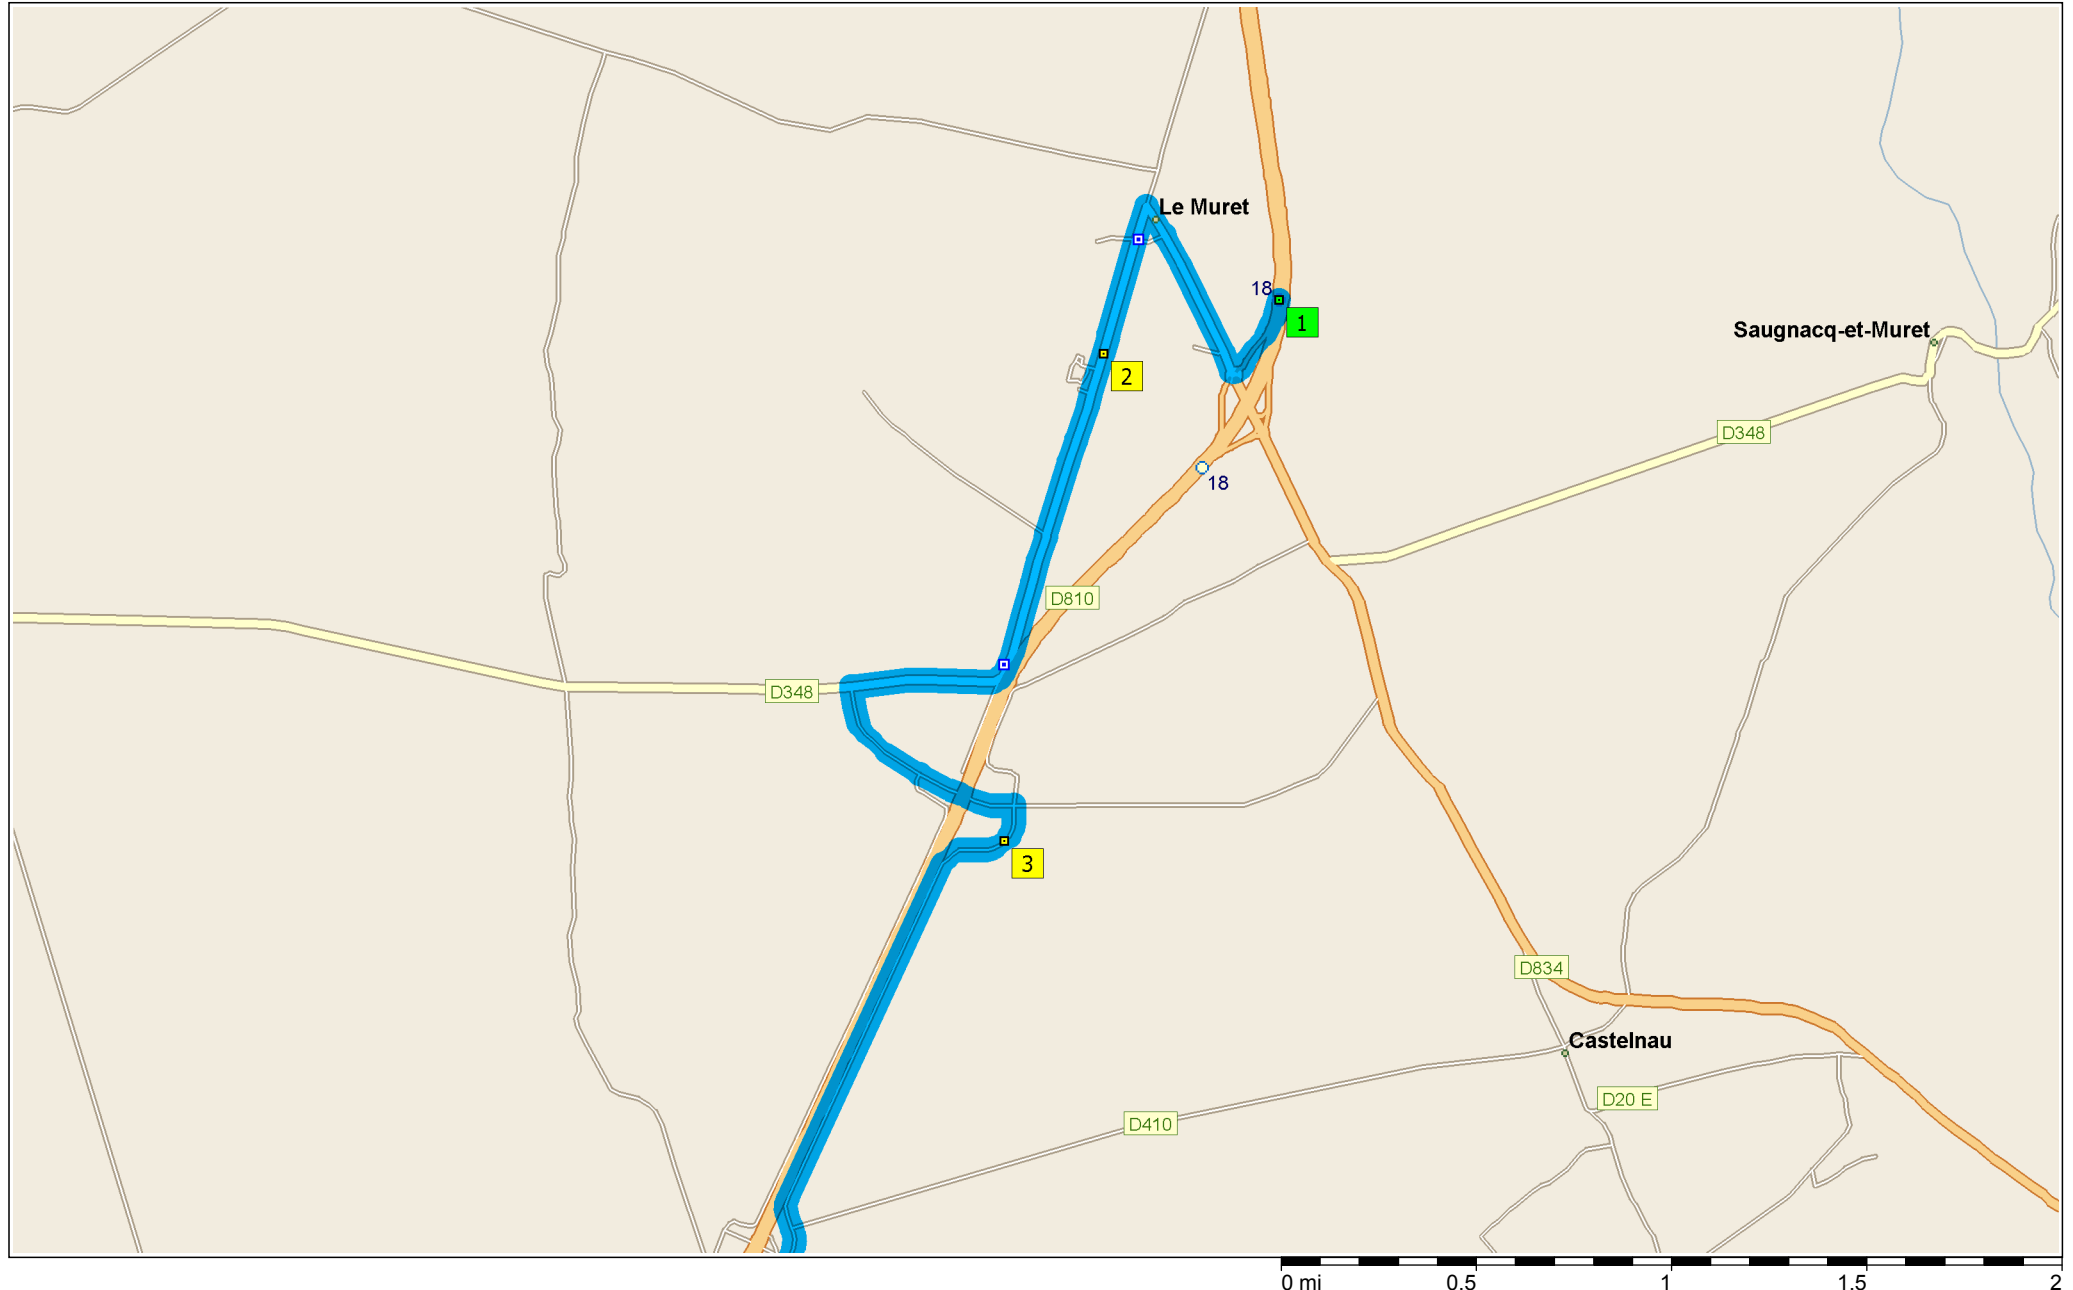 Le Muret
18
1
Saugnacq-et-Muret
2
D348
18
D810
D348
3
D834
Castelnau
D20 E
D410
0 mi 0.5 1 1.5 2